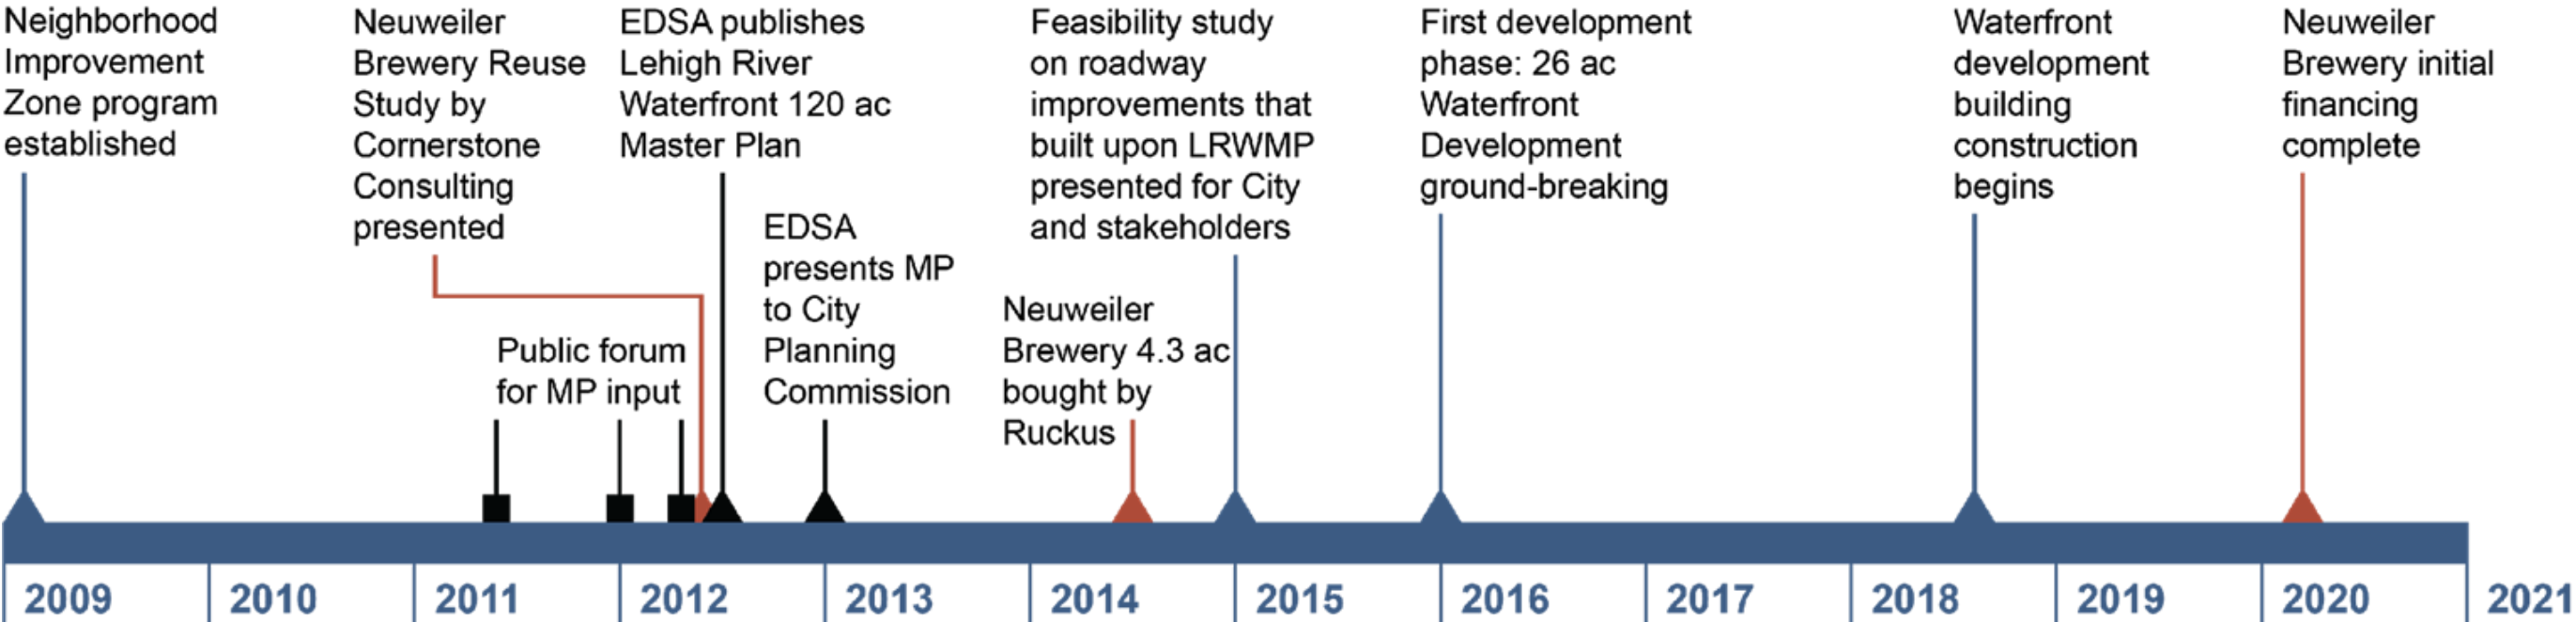 Neighborhood
Improvement
Zone program
established
Neuweiler
Brewery Reuse
Study by
Cornerstone
Consulting
presented
EDSA publishes
Lehigh River
Waterfront 120 ac
Master Plan
Public forum
for MP input
EDSA
presents MP
to City
Planning
Commission
Feasibility study
on roadway
improvements that
built upon LRWMP
presented for City
and stakeholders
Neuweiler
Brewery 4.3 ac
bought by
Ruckus
First development
phase: 26 ac
Waterfront
Development
ground-breaking
Waterfront
development
building
construction
begins
Neuweiler
Brewery initial
financing
complete
2009 2010 2011 2012 2013 2014 2015 2016 2017 2018 2019 2020 2021